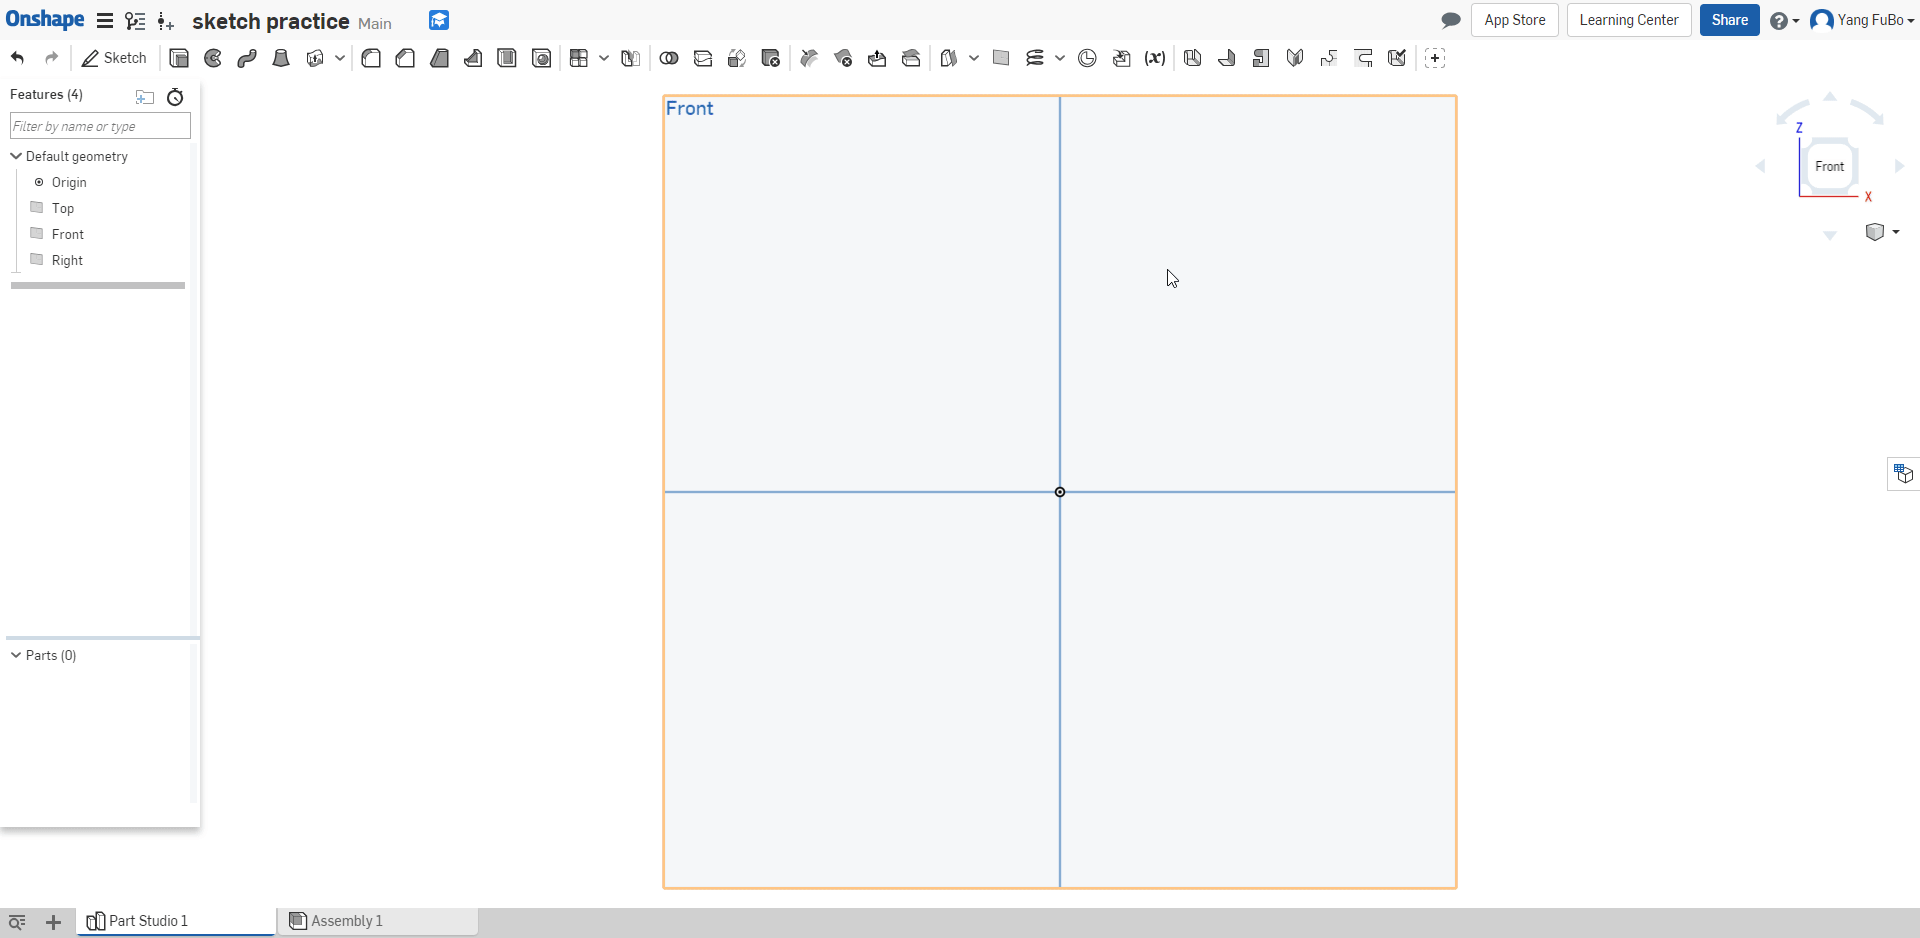 Onshape sketch practice Main App Store Learning Center Share Yang FuBo
Sketch (x)
Features (4)
Filter by name or type
Default geometry
Origin
Top
Front
Right
Parts (0)
Front
Z
Front
X
Part Studio 1 Assembly 1